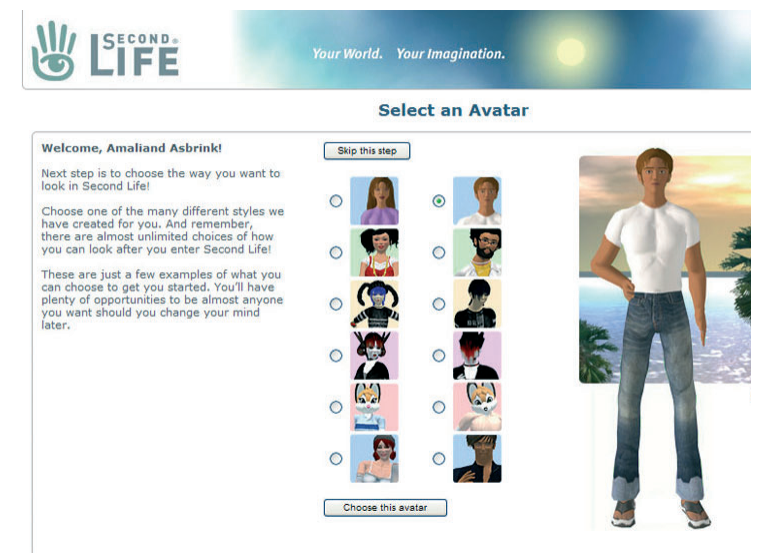 SECOND®
LIFE
Your World. Your Imagination.
Select an Avatar
Welcome, Amaliand Asbrink!
Next step is to choose the way you want to
look in Second Life!
Choose one of the many different styles we
have created for you. And remember,
there are almost unlimited choices of how
you can look after you enter Second Life!
These are just a few examples of what you
can choose to get you started. You'll have
plenty of opportunities to be almost anyone
you want should you change your mind
later.
Skip this step
Choose this avatar